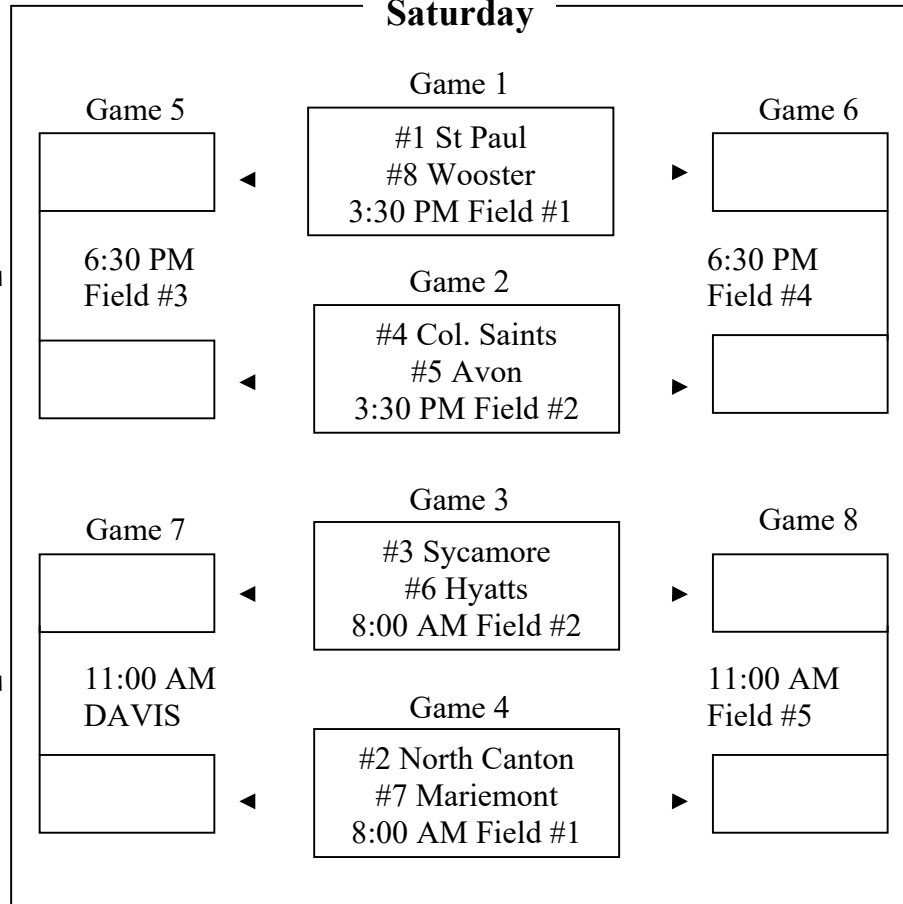 Saturday
Game 1
Game 5
Game 6
#1 St Paul
#8 Wooster
3:30 PM Field #1
6:30 PM
Field #3
6:30 PM
Field #4
Game 2
#4 Col. Saints
#5 Avon
3:30 PM Field #2
Game 3
Game 7
Game 8
#3 Sycamore
#6 Hyatts
8:00 AM Field #2
11:00 AM
DAVIS
11:00 AM
Field #5
Game 4
#2 North Canton
#7 Mariemont
8:00 AM Field #1